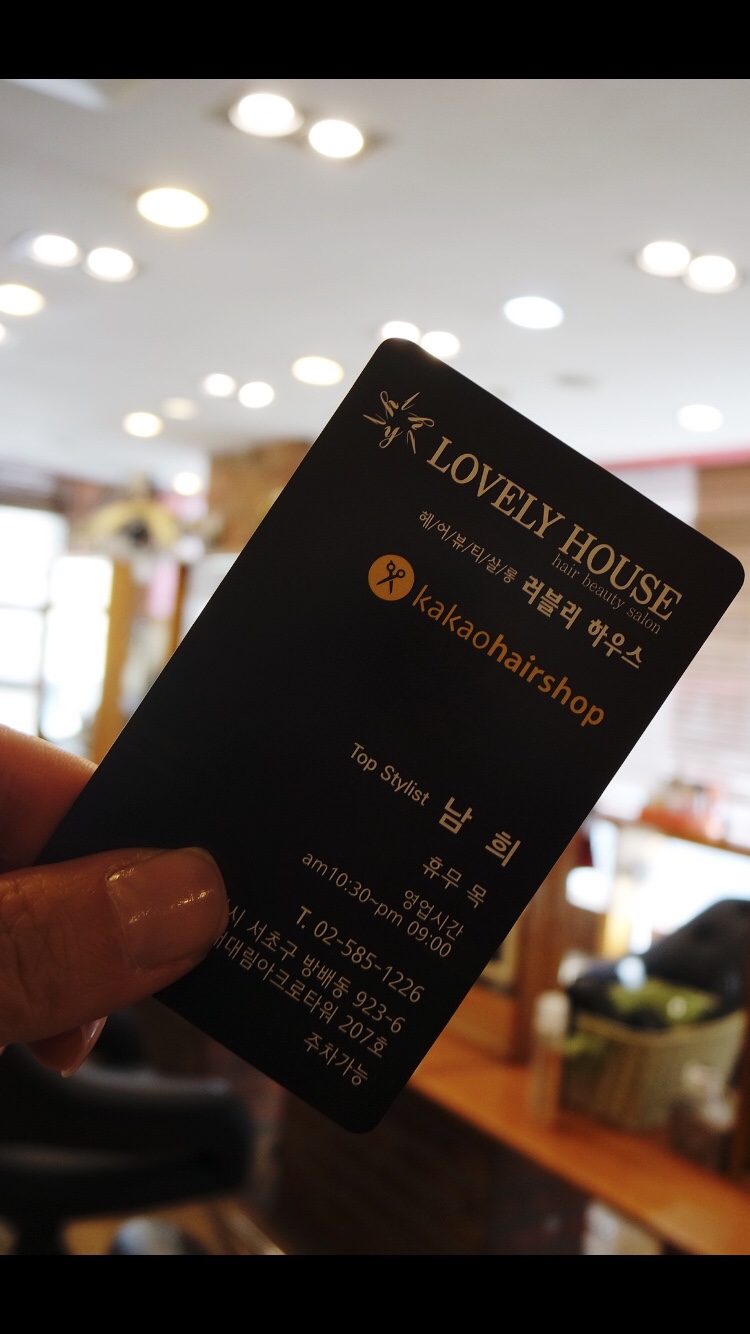 LOVELY HOUSE
hair beauty salon
헤/어/뷰/티/살/롱 러블리 하우스
kakaohairshop
Top Stylist 남 희
휴무 목
영업시간
am10:30~pm 09:00
T. 02-585-1226
시 서초구 방배동 923-6
대림아크로타워 207호
주차가능